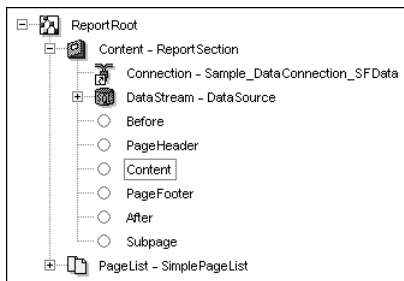 ReportRoot
Content - ReportSection
Connection - Sample_DataConnection_SFData
DataStream - DataSource
Before
PageHeader
Content
PageFooter
After
Subpage
PageList - SimplePageList